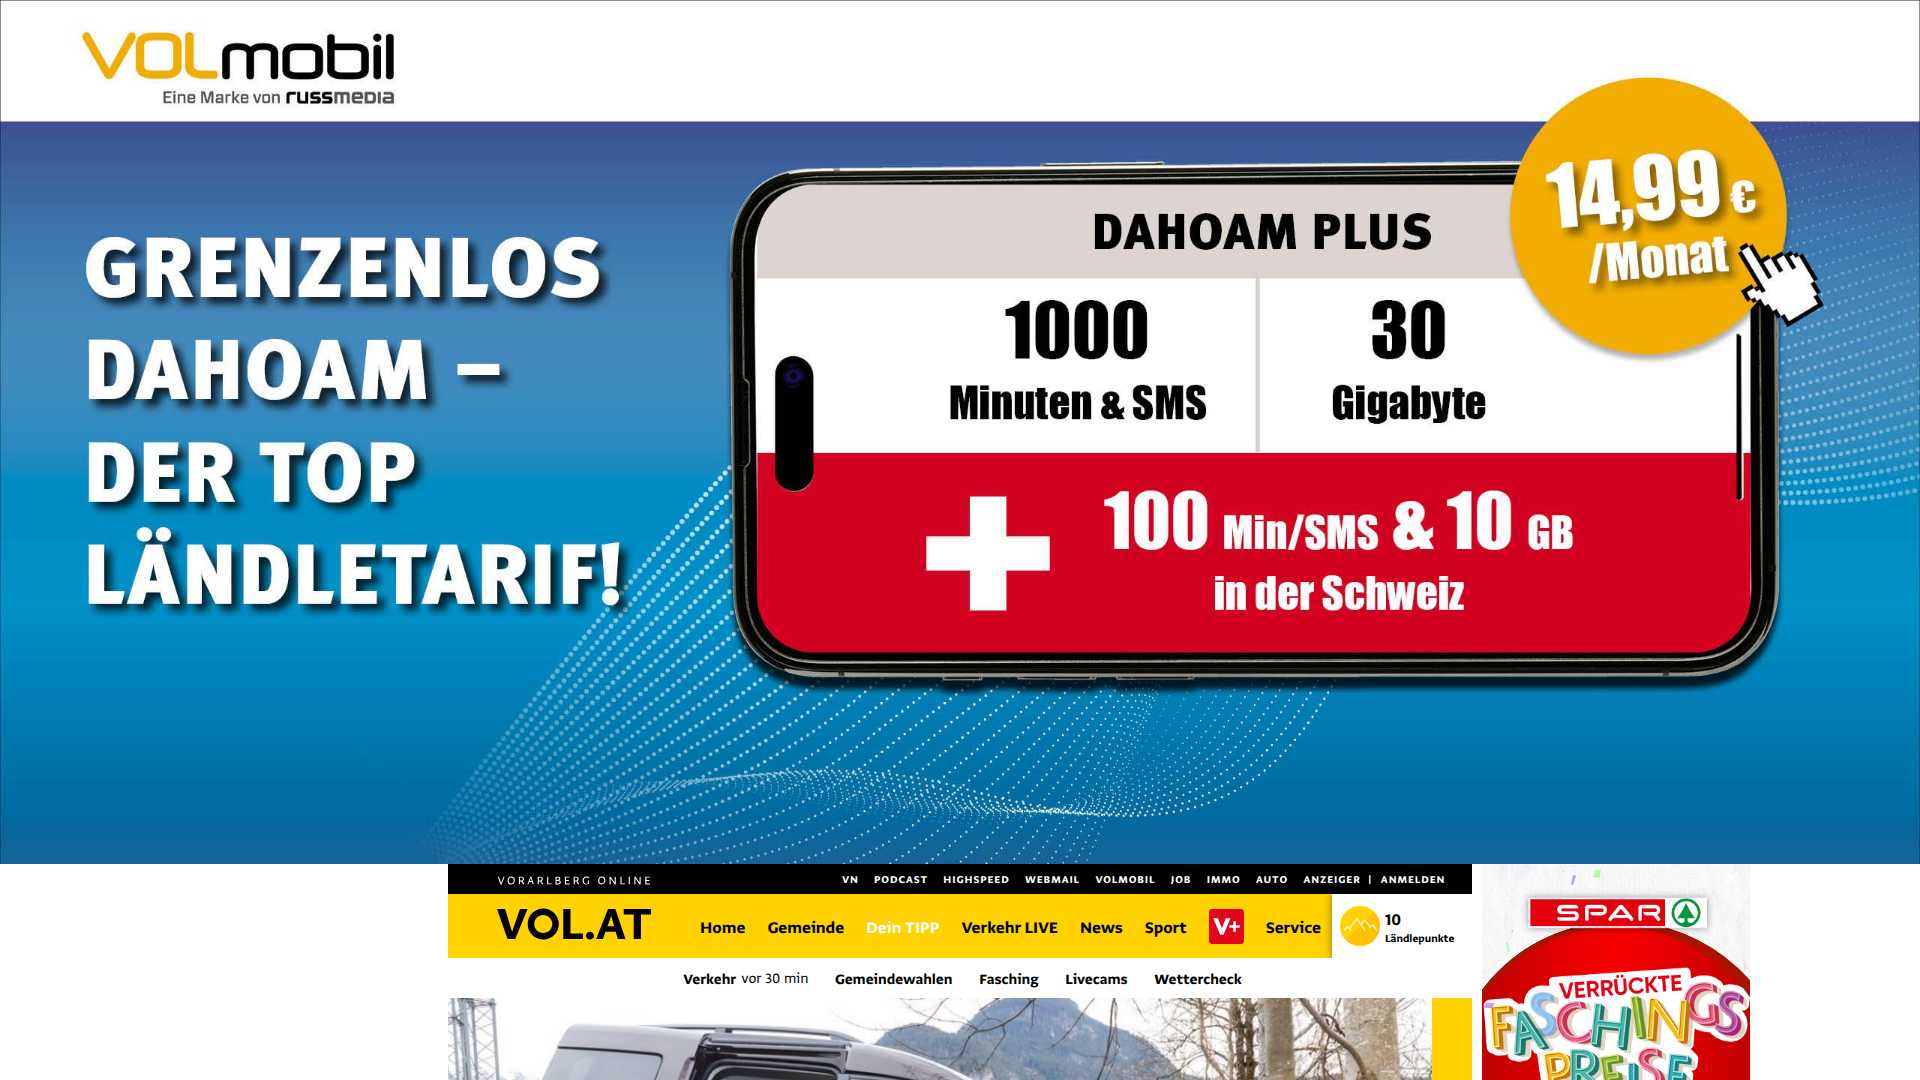 VOLmobil
Eine Marke von russmedia
GRENZENLOS
DAHOAM –
DER TOP
LÄNDLETARIF!
DAHOAM PLUS
14,99 €
/Monat
1000
Minuten & SMS
30
Gigabyte
100 Min/SMS & 10 GB
in der Schweiz
VORARLBERG ONLINE
VN PODCAST HIGHSPEED WEBMAIL VOLMOBIL JOB IMMO AUTO ANZEIGER | ANMELDEN
VOL.AT
Home Gemeinde Dein TIPP Verkehr LIVE News Sport V+ Service
10
Ländlepunkte
Verkehr vor 30 min Gemeindewahlen Fasching Livecams Wettercheck
SPAR
VERRÜCKTE
FASCHINGS
PREISE